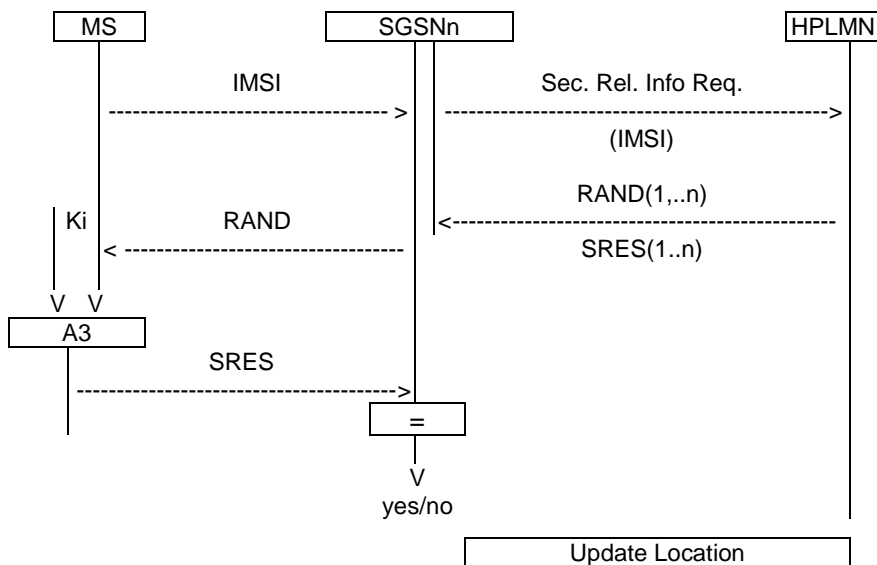 MS SGSNn HPLMN
IMSI Sec. Rel. Info Req.
(IMSI)
RAND(1,..n)
Ki RAND
SRES(1..n)
V V
A3
SRES
=
V
yes/no
Update Location